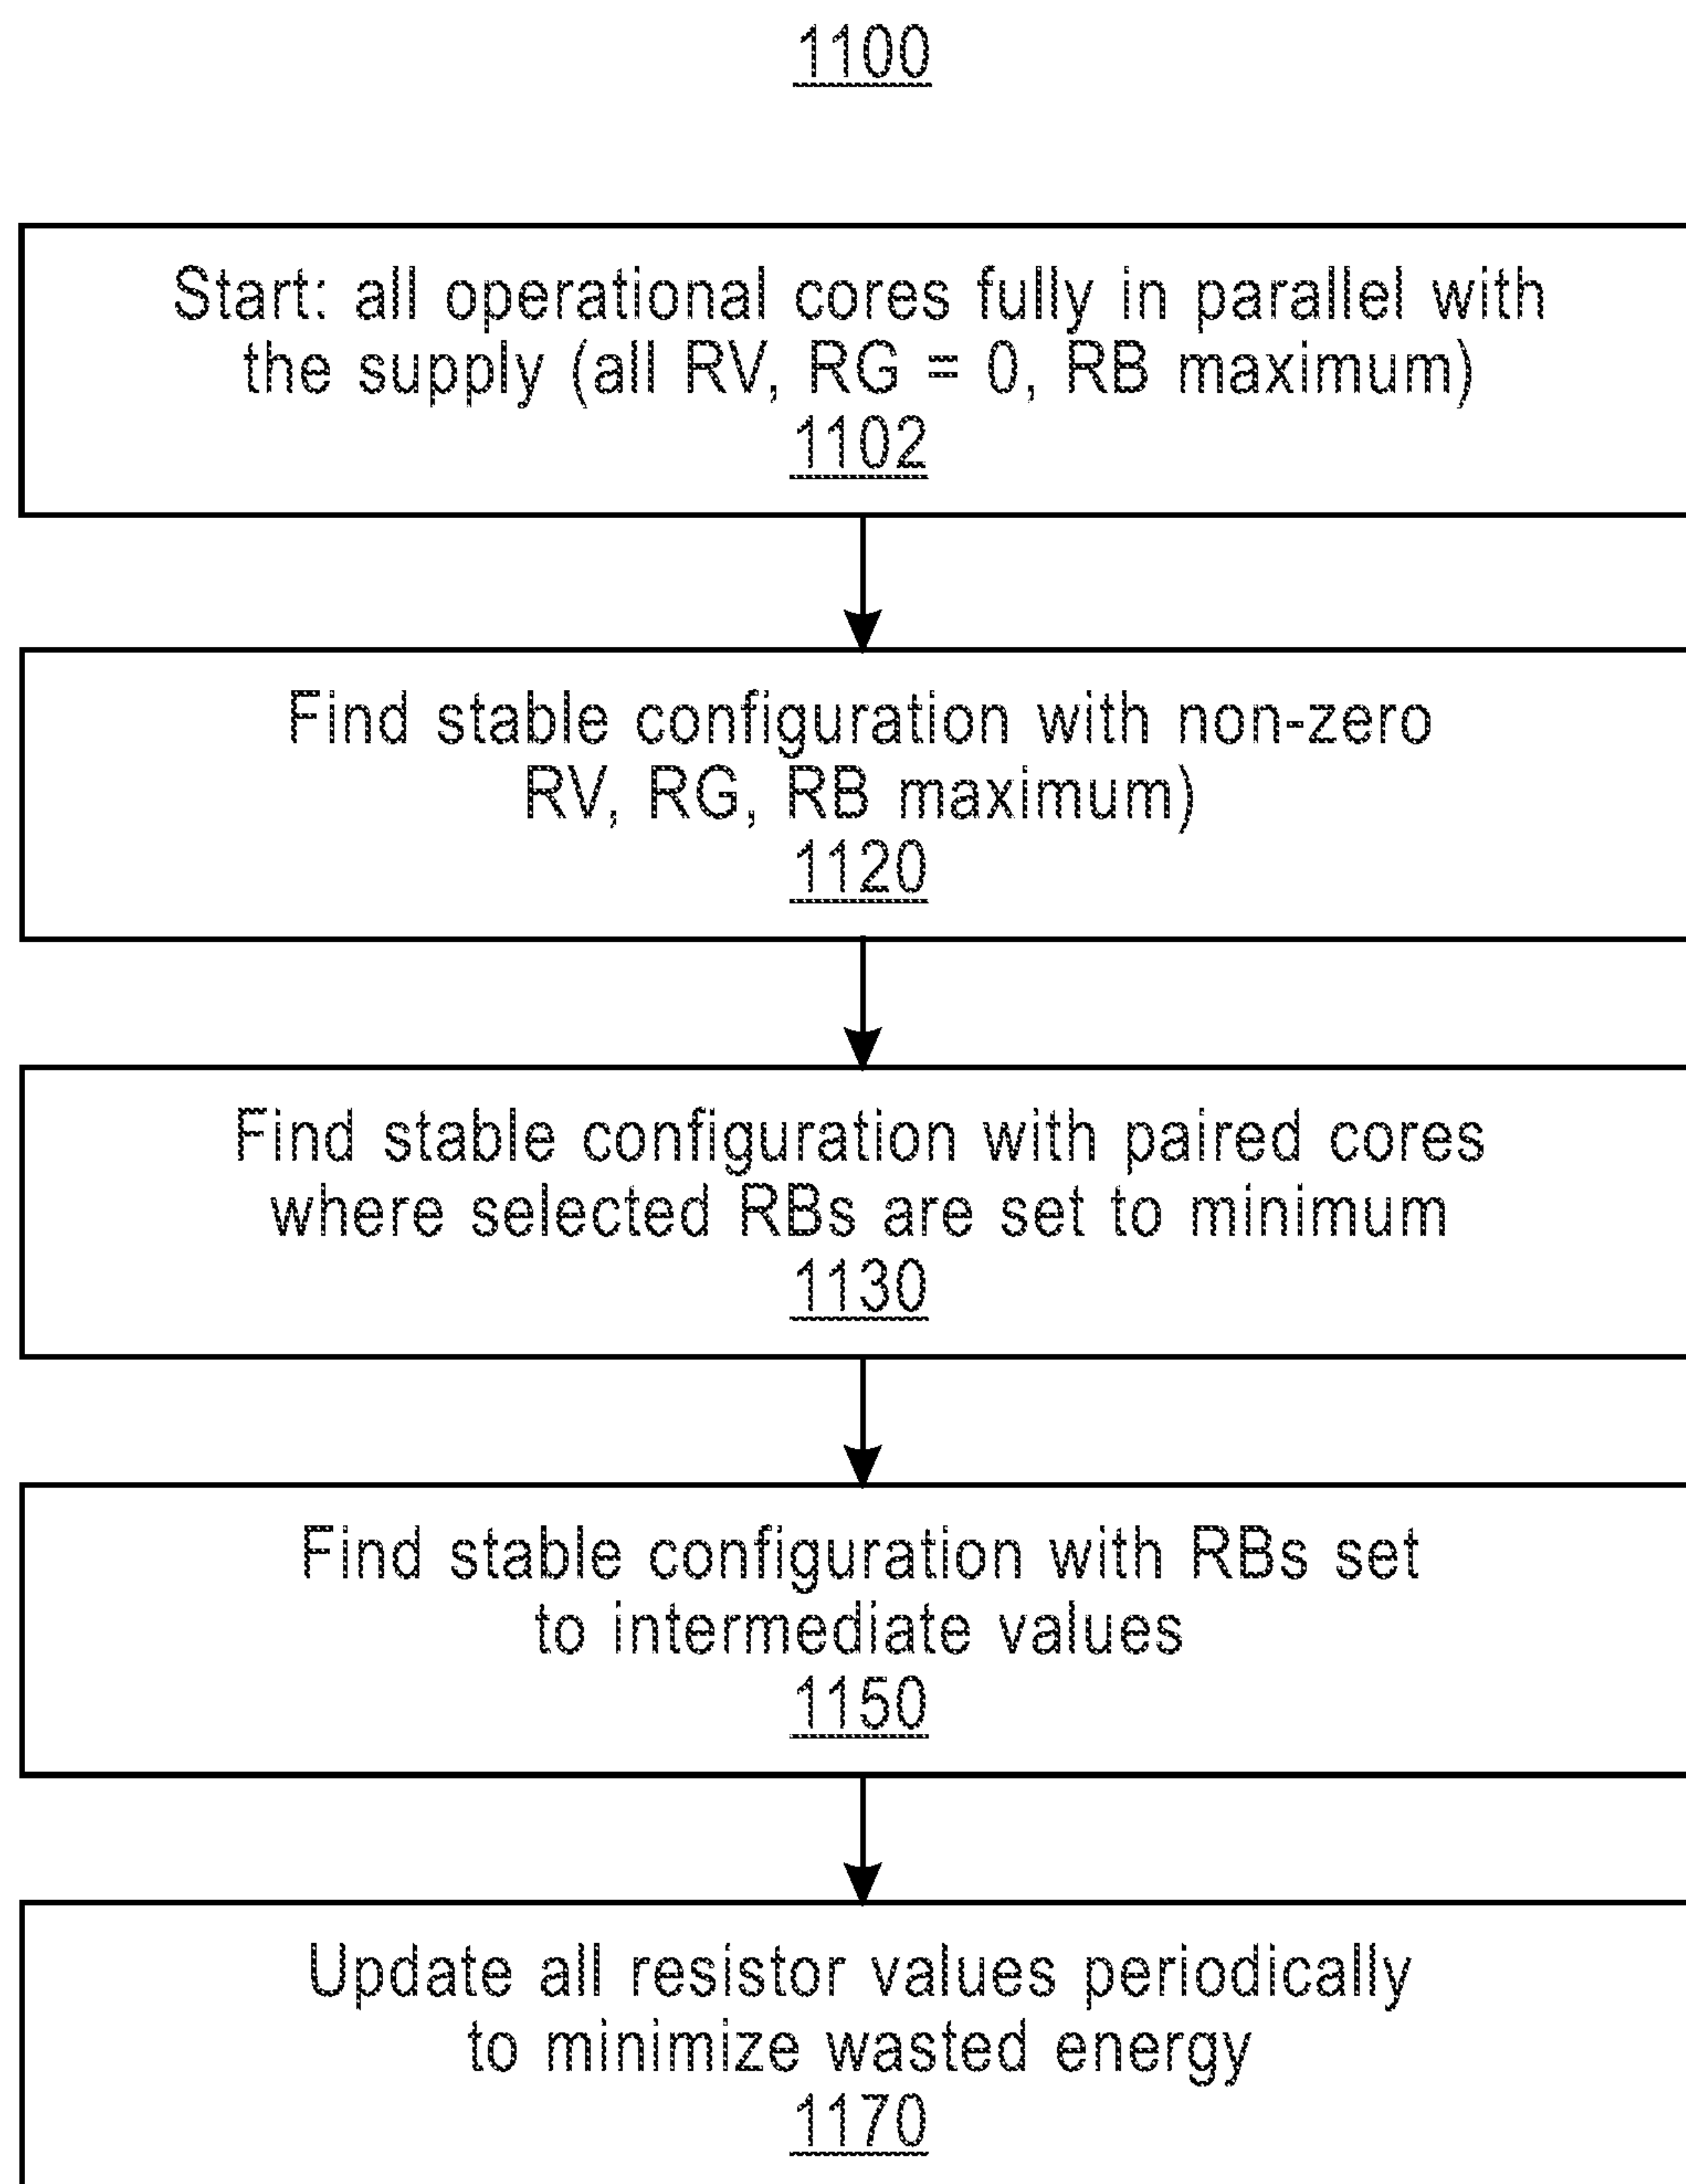 1100
Start: all operational cores fully in parallel with
the supply (all RV, RG = 0, RB maximum)
1102
Find stable configuration with non-zero
RV, RG, RB maximum)
1120
Find stable configuration with paired cores
where selected RBs are set to minimum
1130
Find stable configuration with RBs set
to intermediate values
1150
Update all resistor values periodically
to minimize wasted energy
1170